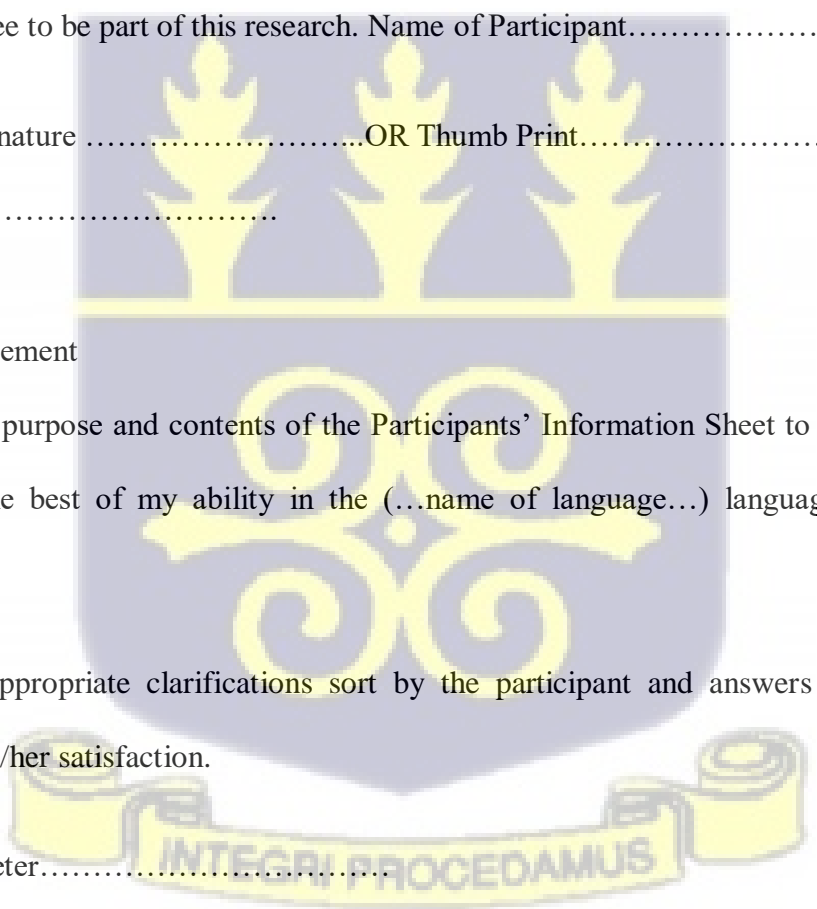 ee to be part of this research. Name of Participant………………
nature ……………………..OR Thumb Print…………………
……………………….
ement
purpose and contents of the Participants’ Information Sheet to
e best of my ability in the (…name of language…) languag
ppropriate clarifications sort by the participant and answers
/her satisfaction.
eter……………………………
INTEGRI PROCEDAMUS